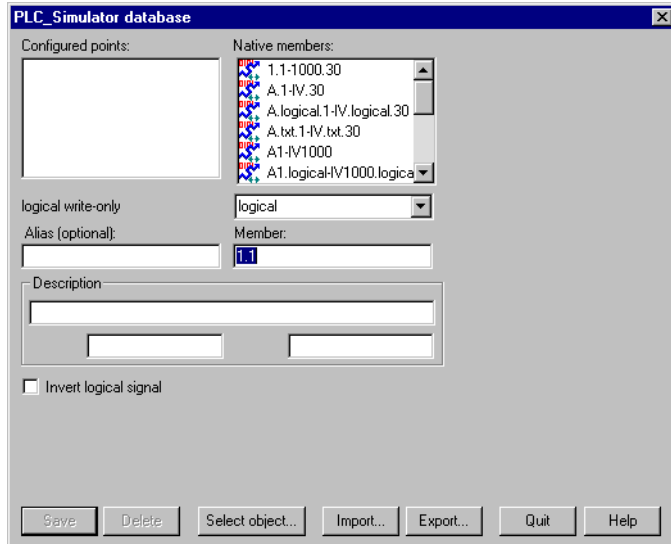 PLC_Simulator database
Configured points:
Native members:
1.1-1000.30
A.1-IV.30
A.logical.1-IV.logical.30
A.txt.1-IV.txt.30
A1-IV1000
A1.logical-IV1000.logica
logical write-only
logical
Alias (optional):
Member:
1.1
Description
Invert logical signal
Save
Delete
Select object...
Import...
Export...
Quit
Help